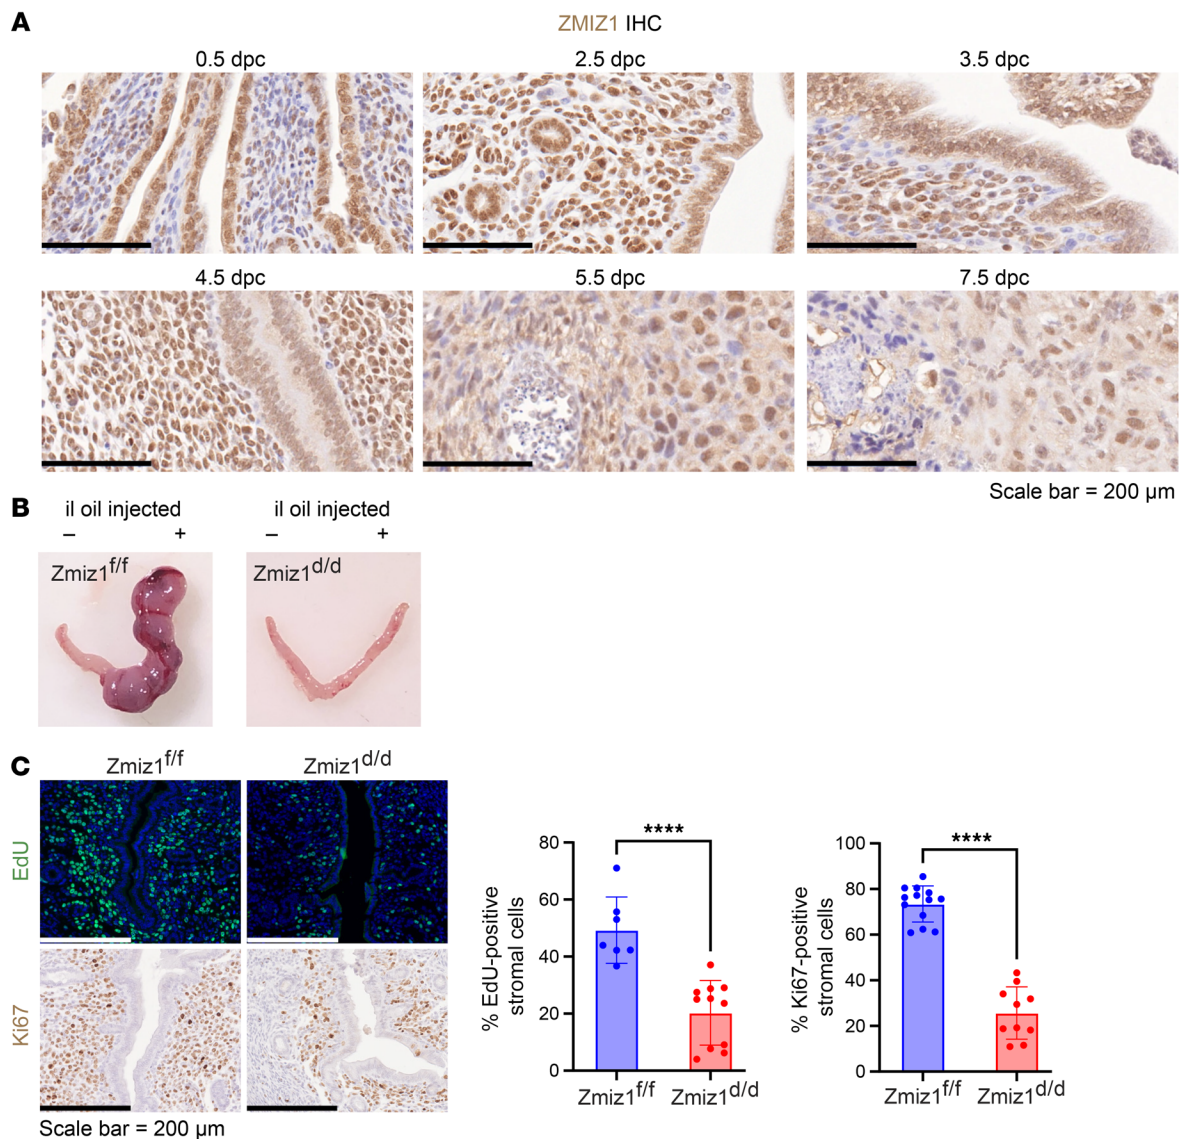 A
ZMIZ1 IHC
0.5 dpc
2.5 dpc
3.5 dpc
4.5 dpc
5.5 dpc
7.5 dpc
Scale bar = 200 µm
B
il oil injected
– +
Zmiz1f/f
il oil injected
– +
Zmiz1d/d
C
Zmiz1f/f
Zmiz1d/d
EdU
Ki67
Scale bar = 200 µm
% EdU-positive
stromal cells
80
60
40
20
0
****
Zmiz1f/f
Zmiz1d/d
% Ki67-positive
stromal cells
100
80
60
40
20
0
****
Zmiz1f/f
Zmiz1d/d